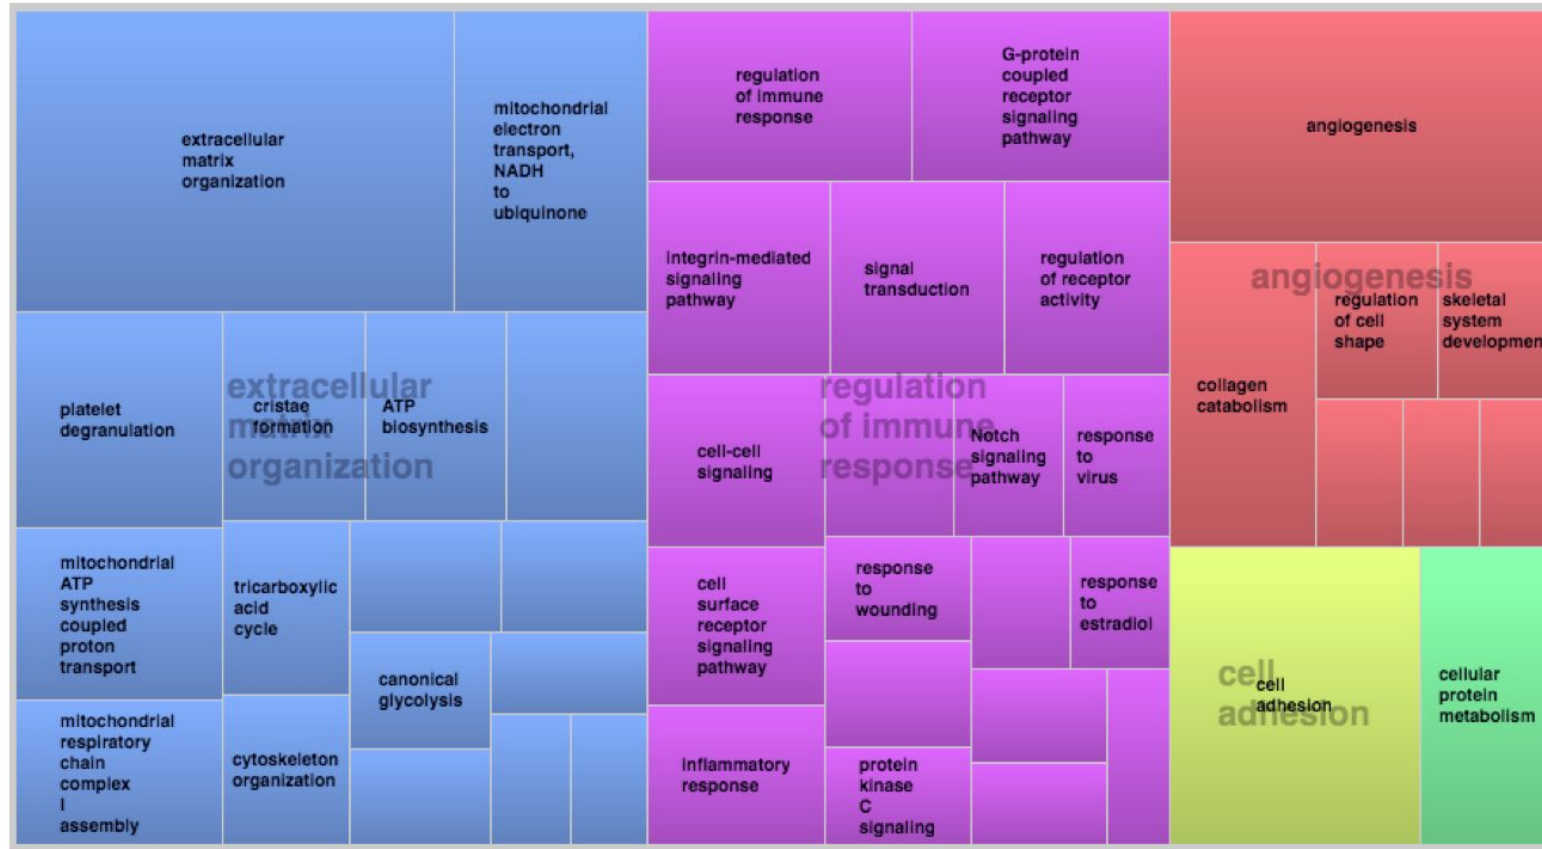 extracellular
matrix
organization
mitochondrial
electron
transport,
NADH
to
ubiquinone
platelet
degranulation
cristae
formation
ATP
biosynthesis
extracellular
matrix
organization
mitochondrial
ATP
synthesis
coupled
proton
transport
tricarboxylic
acid
cycle
canonical
glycolysis
mitochondrial
respiratory
chain
complex
I
assembly
cytoskeleton
organization
regulation
of immune
response
G-protein
coupled
receptor
signaling
pathway
integrin-mediated
signaling
pathway
signal
transduction
regulation
of receptor
activity
regulation
of immune
response
cell-cell
signaling
Notch
signaling
pathway
response
to
virus
cell
surface
receptor
signaling
pathway
response
to
wounding
response
to
estradiol
inflammatory
response
protein
kinase
C
signaling
angiogenesis
angiogenesis
collagen
catabolism
regulation
of cell
shape
skeletal
system
developmen
cell
adhesion
cell
adhesion
cellular
protein
metabolism